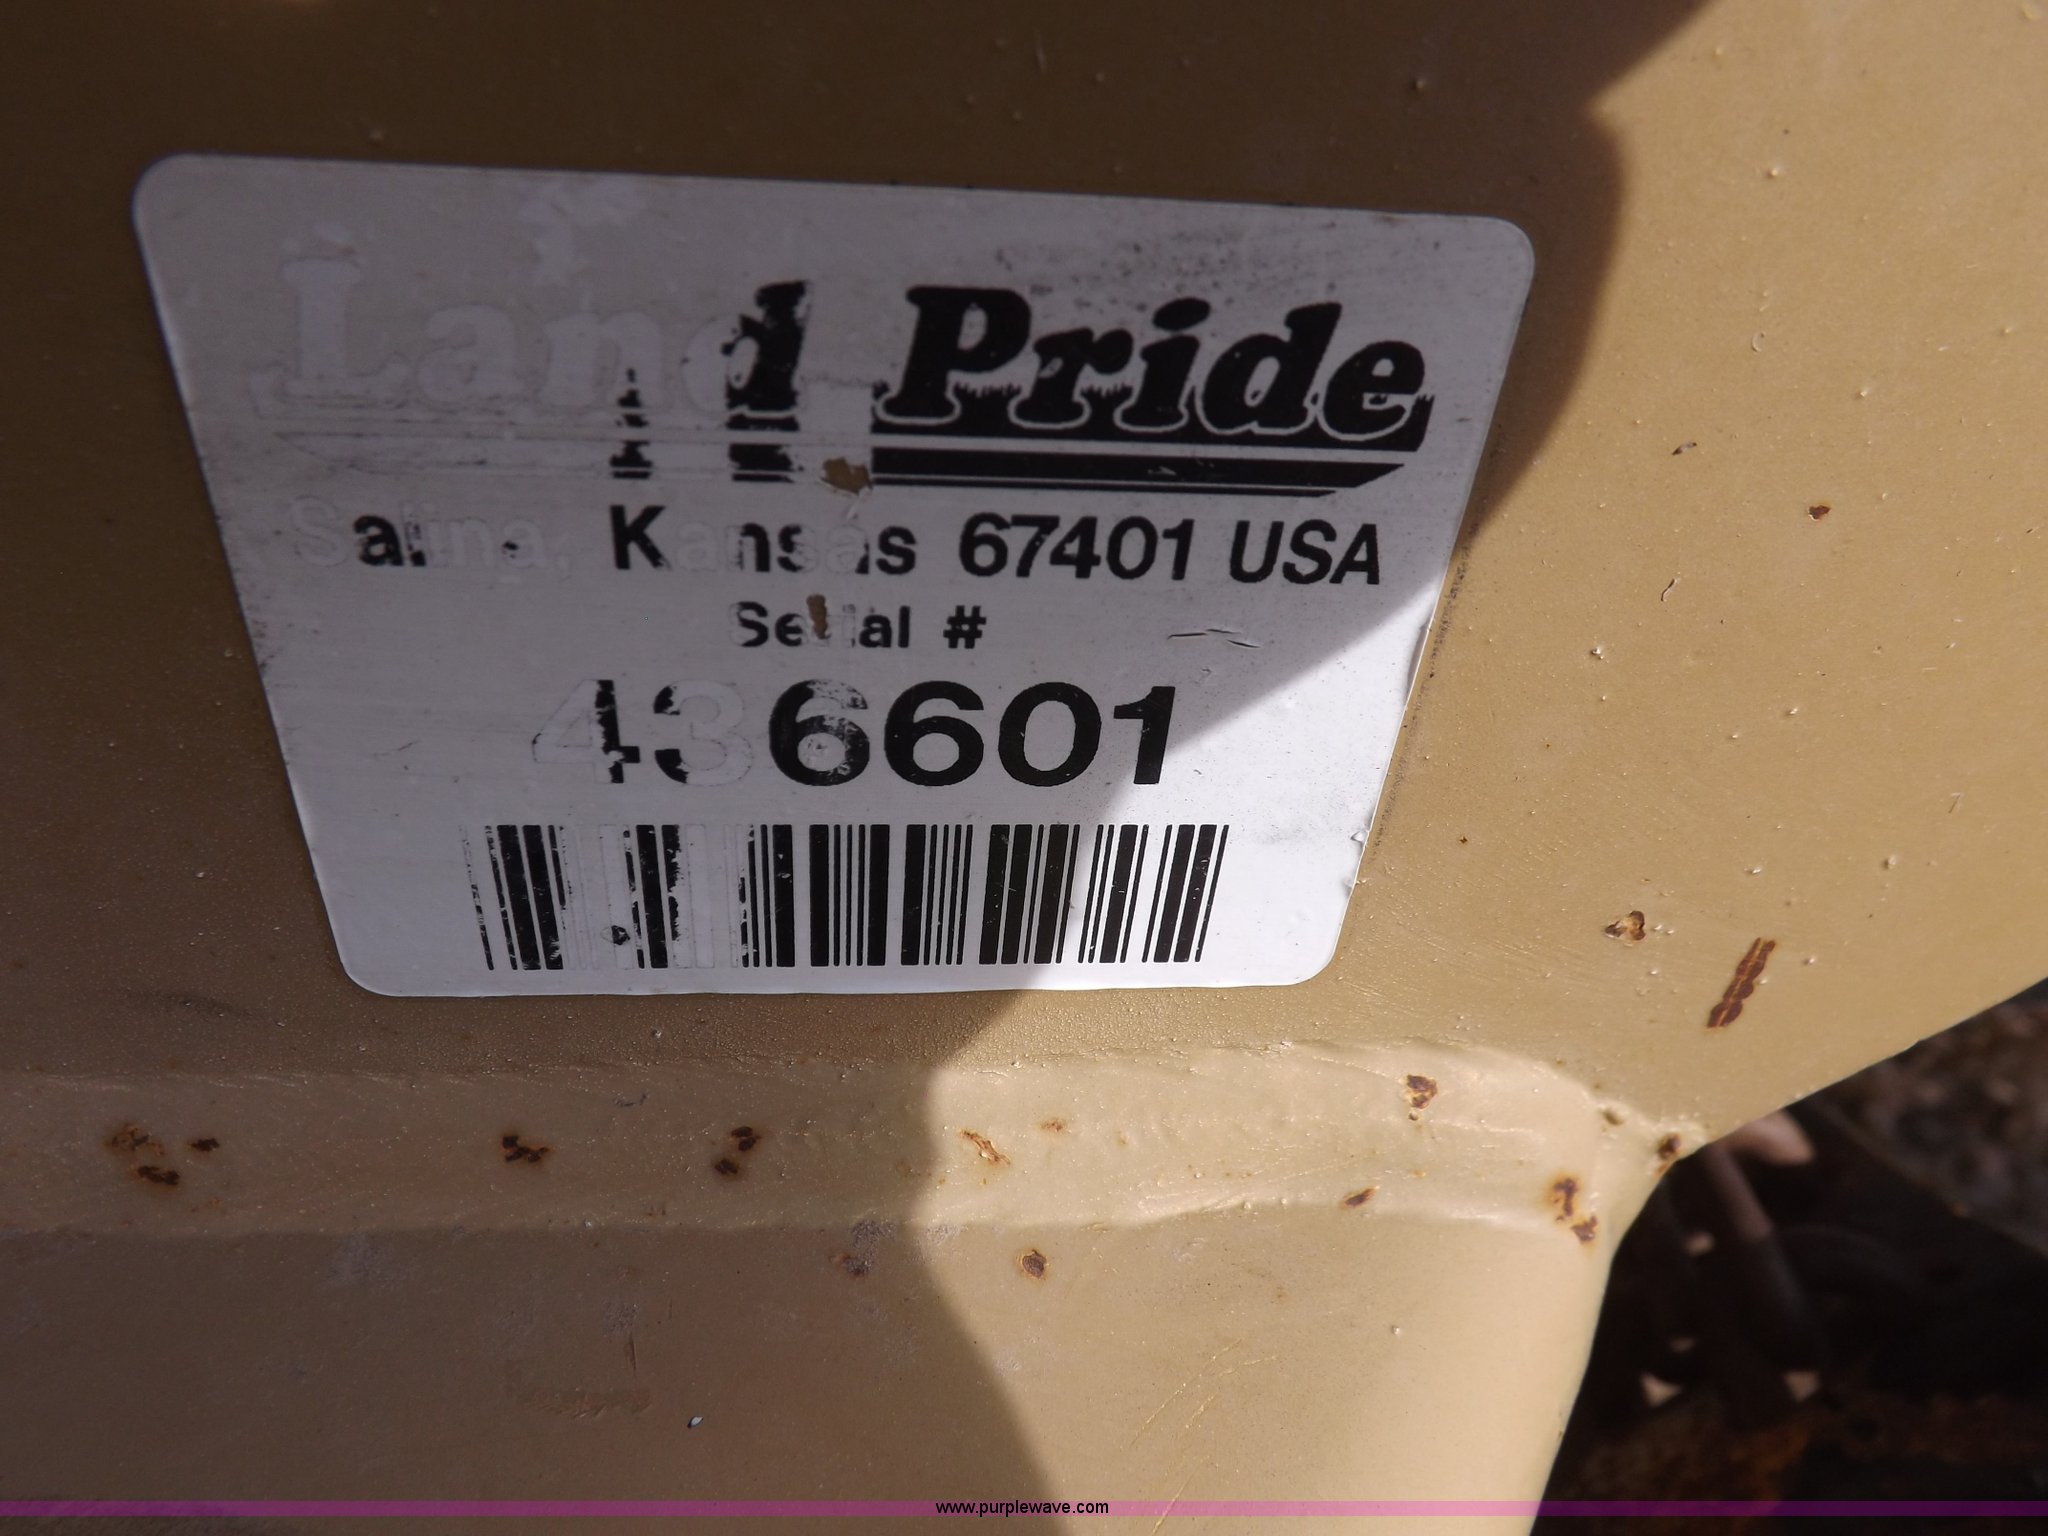 Land Pride
Salina, Kansas 67401 USA
Serial #
436601
www.purplewave.com